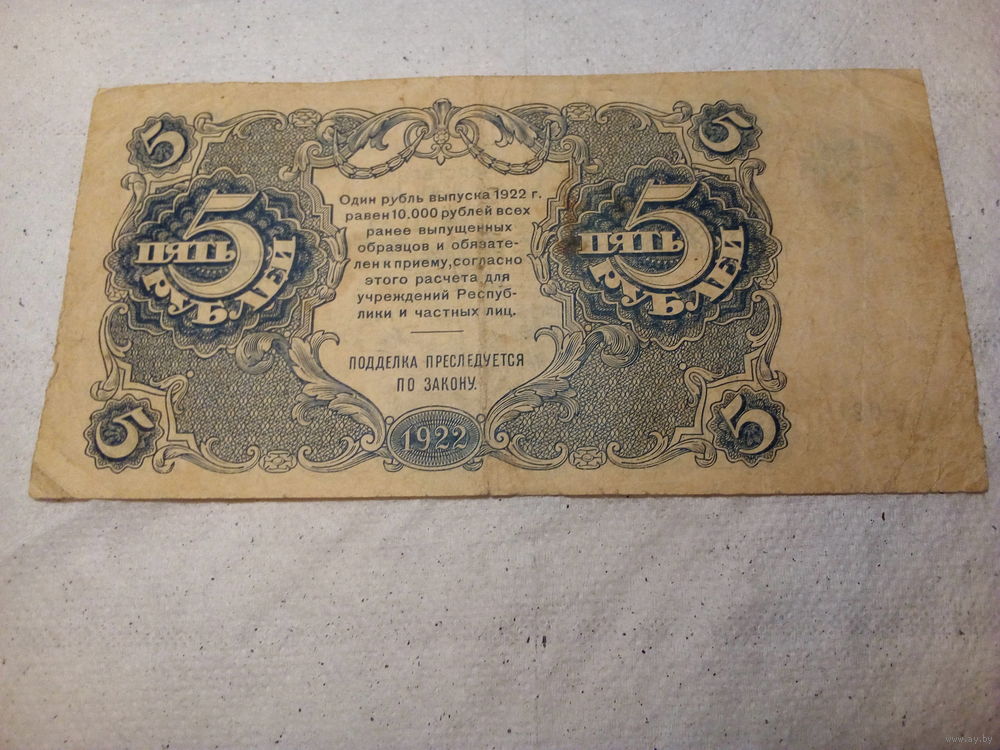 5
5
5
ПЯТЬ
РУБЛЕЙ
Один рубль выпуска 1922 г.
равен 10.000 рублей всех
ранее выпущенных
образцов и обязате-
лен к приему, согласно
этого расчета для
учреждений Респуб-
лики и частных лиц.
ПОДДЕЛКА ПРЕСЛЕДУЕТСЯ
ПО ЗАКОНУ.
5
ПЯТЬ
РУБЛЕЙ
5
1922
5
www.ay.by